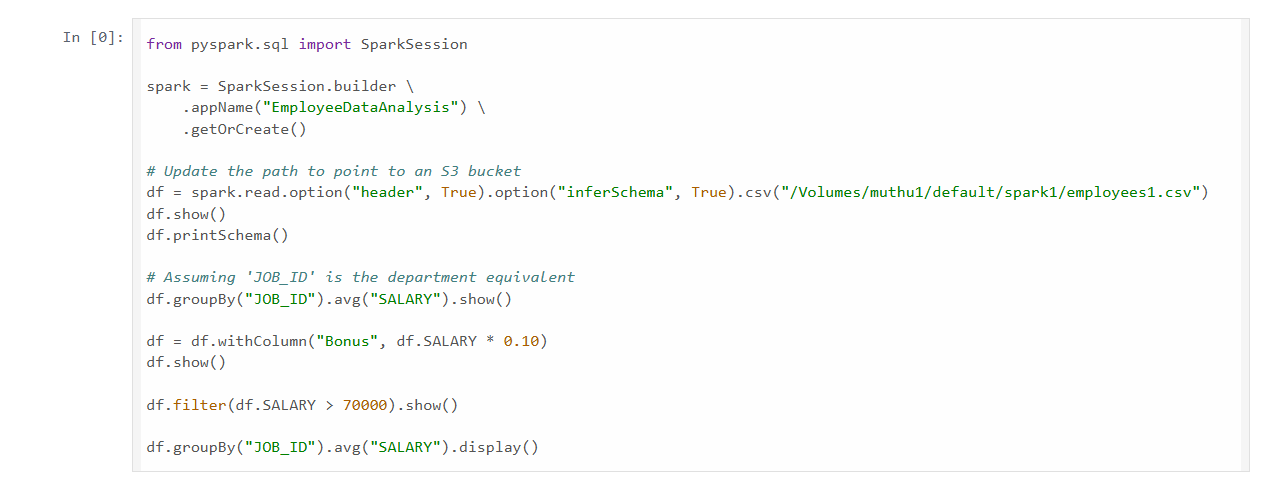 In [0]:
from pyspark.sql import SparkSession
spark = SparkSession.builder \
    .appName("EmployeeDataAnalysis") \
    .getOrCreate()
# Update the path to point to an S3 bucket
df = spark.read.option("header", True).option("inferSchema", True).csv("/Volumes/muthu1/default/spark1/employees1.csv")
df.show()
df.printSchema()
# Assuming 'JOB_ID' is the department equivalent
df.groupBy("JOB_ID").avg("SALARY").show()
df = df.withColumn("Bonus", df.SALARY * 0.10)
df.show()
df.filter(df.SALARY > 70000).show()
df.groupBy("JOB_ID").avg("SALARY").display()